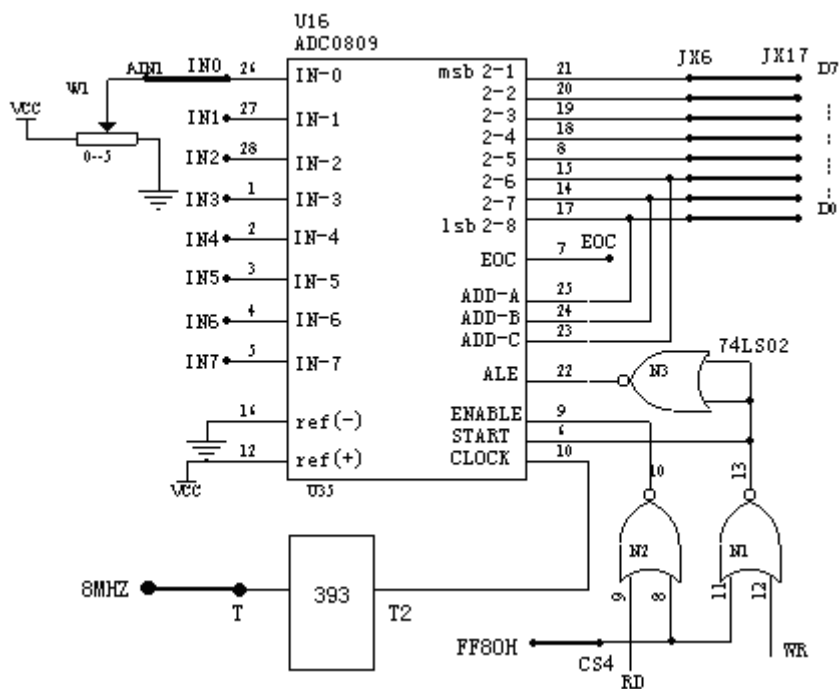 U16
ADC0809
AIN1 IN0 26 IN-0
W1
VCC
0--5
IN1 27 IN-1
IN2 28 IN-2
IN3 1 IN-3
IN4 2 IN-4
IN5 3 IN-5
IN6 4 IN-6
IN7 5 IN-7
16 ref(-)
12 ref(+)
VCC
U35
msb 2-1 21 JX6 JX17 D7
2-2 20
2-3 19
2-4 18
2-5 8
2-6 15
2-7 14
lsb 2-8 17 D0
EOC 7 EOC
ADD-A 25
ADD-B 24
ADD-C 23
74LS02
ALE 22 N3
ENABLE 9
START 6
CLOCK 10
10 13
N2 N1
9 8 11 12
8MHZ T 393 T2
FF80H CS4
RD WR